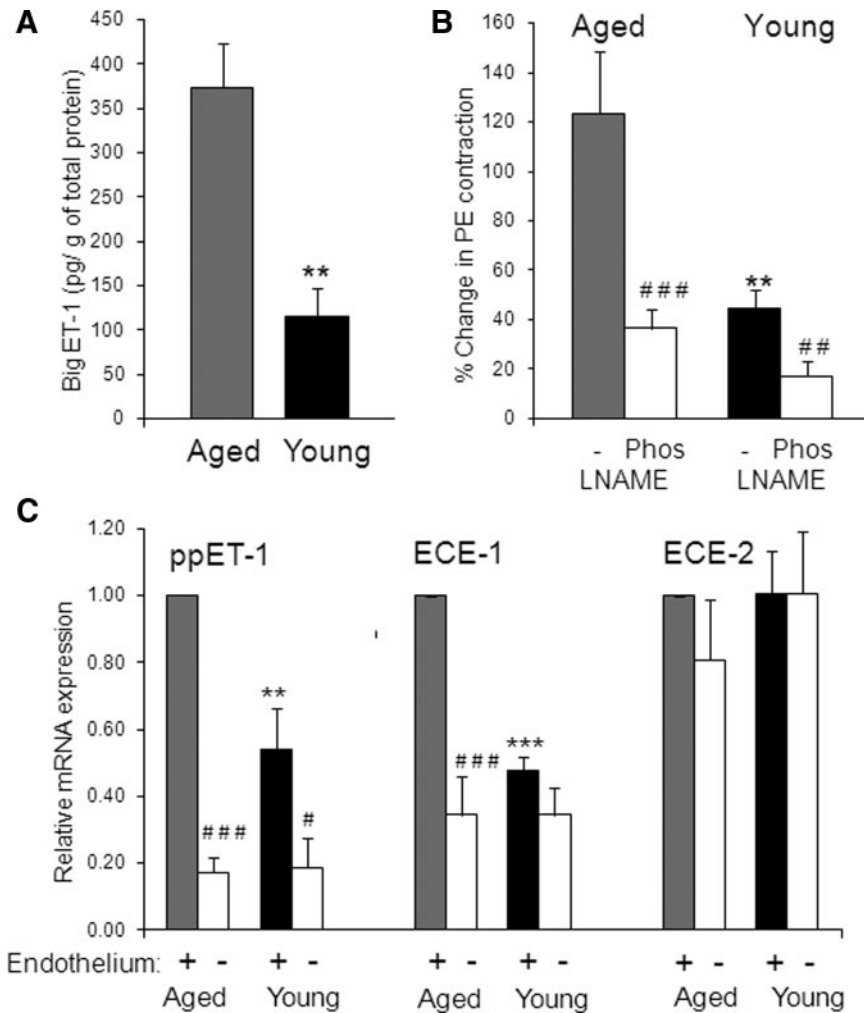 A
Big ET-1 (pg/ g of total protein)
450
400
350
300
250
200
150
100
50
0
**
Aged Young
B
% Change in PE contraction
160
140
120
100
80
60
40
20
0
Aged Young
###
**
##
- Phos - Phos
LNAME LNAME
C
Relative mRNA expression
1.20
1.00
0.80
0.60
0.40
0.20
0.00
ppET-1 ECE-1 ECE-2
###
**
#
###
***
Endothelium: + - + - + - + - + - + -
Aged Young Aged Young Aged Young